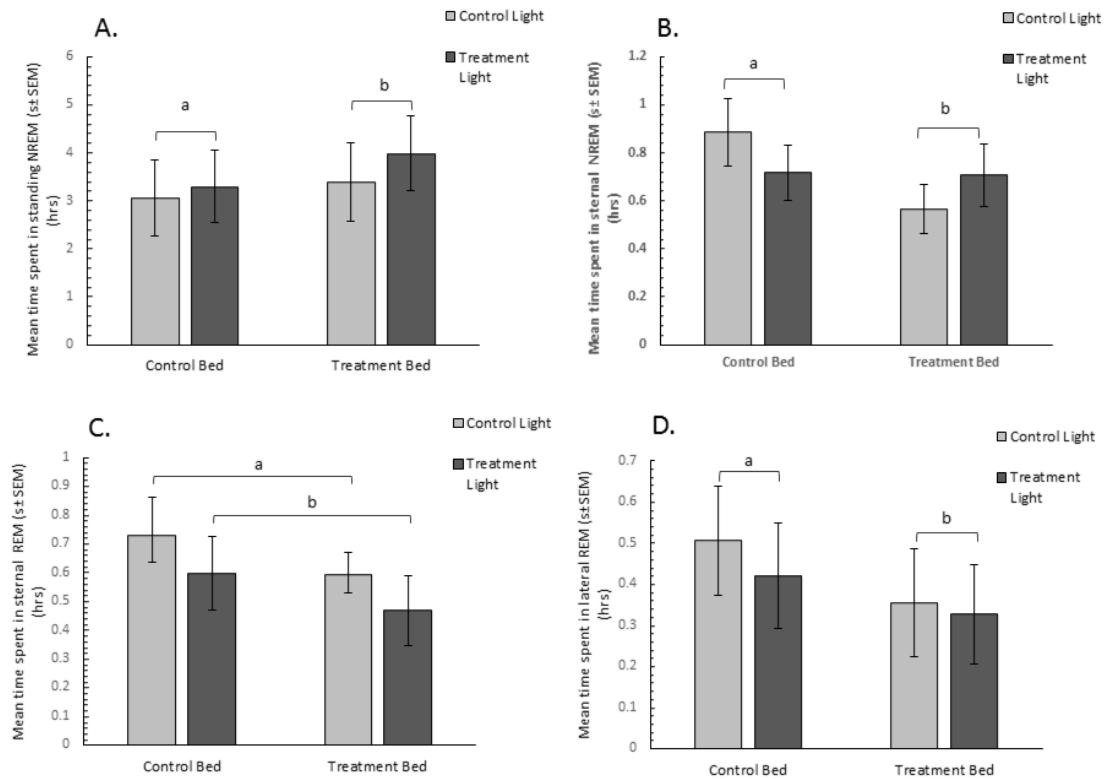 A.
Control Light
Treatment
Light
Mean time spent in standing NREM (s± SEM)
(hrs)
6
5
4
3
2
1
0
a
b
Control Bed
Treatment Bed
B.
Control Light
Treatment
Light
Mean time spent in sternal NREM (s± SEM)
(hrs)
1.2
1
0.8
0.6
0.4
0.2
0
a
b
Control Bed
Treatment Bed
C.
Control Light
Treatment
Light
Mean time spent in sternal REM (s± SEM)
(hrs)
1
0.9
0.8
0.7
0.6
0.5
0.4
0.3
0.2
0.1
0
a
b
Control Bed
Treatment Bed
D.
Control Light
Treatment
Light
Mean time spent in lateral REM (s±SEM)
(hrs)
0.7
0.6
0.5
0.4
0.3
0.2
0.1
0
a
b
Control Bed
Treatment Bed